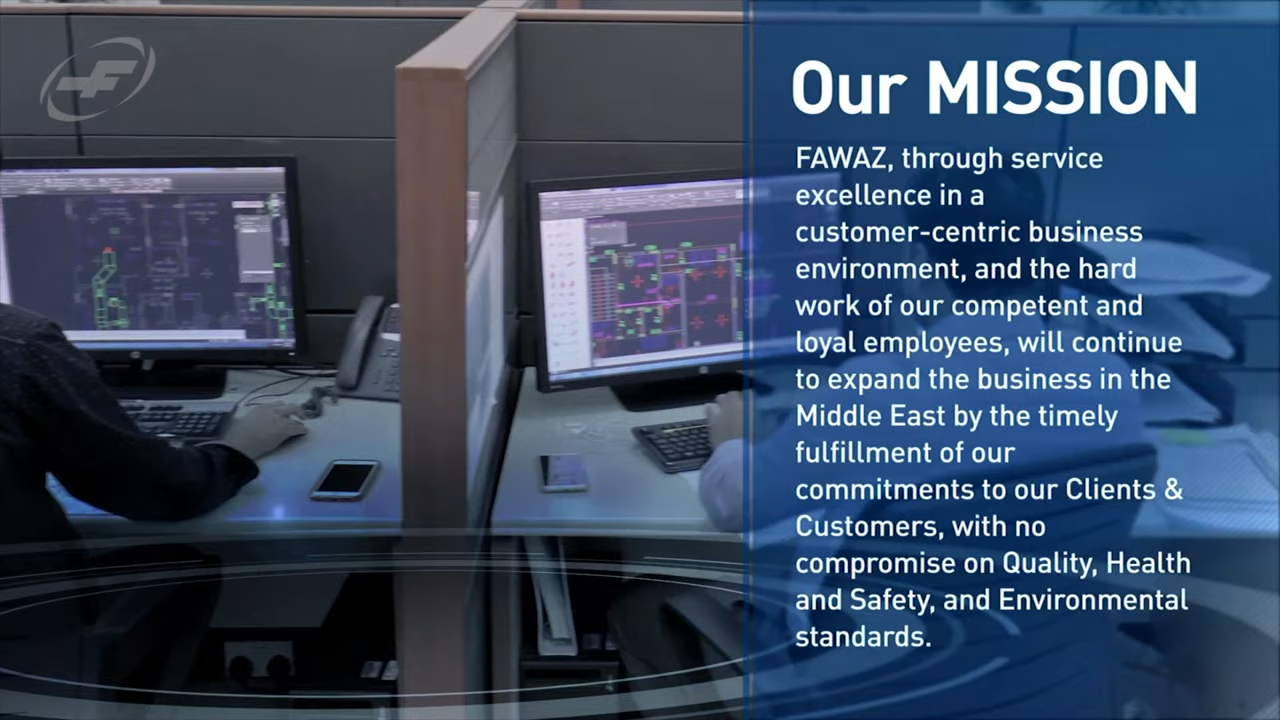 Our MISSION
FAWAZ, through service
excellence in a
customer-centric business
environment, and the hard
work of our competent and
loyal employees, will continue
to expand the business in the
Middle East by the timely
fulfillment of our
commitments to our Clients &
Customers, with no
compromise on Quality, Health
and Safety, and Environmental
standards.